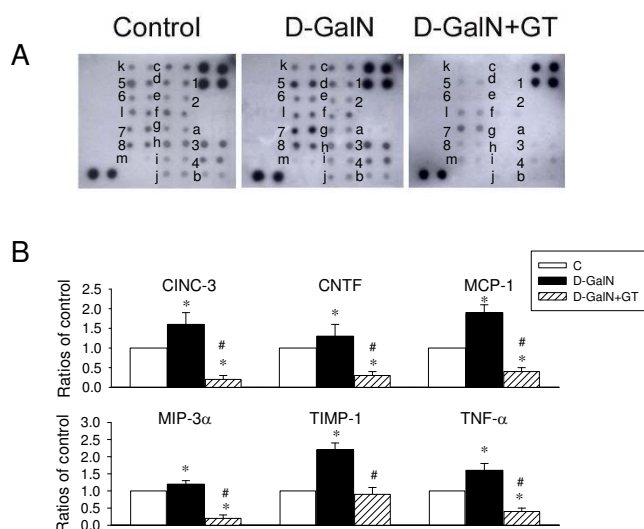 Control D-GalN D-GalN+GT
A
k c
5 d 1
6 e 2
l f
7 g a
8 h 3
m i 4
j b
k c
5 d 1
6 e 2
l f
7 g a
8 h 3
m i 4
j b
k c
5 d 1
6 e 2
l f
7 g a
8 h 3
m i 4
j b
B
C
D-GalN
D-GalN+GT
CINC-3 CNTF MCP-1
Ratios of control
2.5
2.0
1.5
1.0
0.5
0.0
* # *
* # *
* # *
MIP-3α TIMP-1 TNF-α
Ratios of control
3.0
2.5
2.0
1.5
1.0
0.5
0.0
* # *
* #
* # *